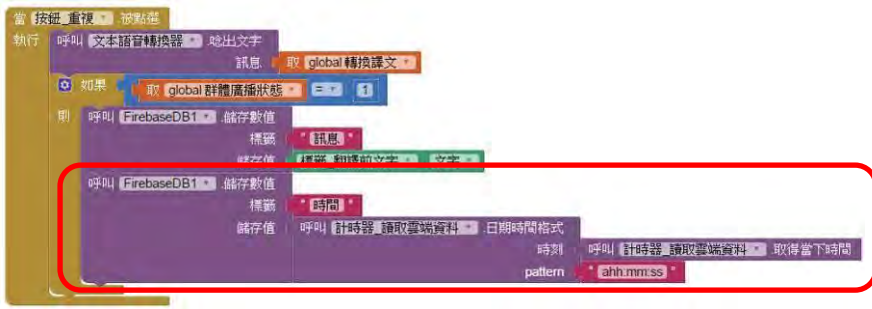 當 按鈕_重複 .被點選
執行 呼叫 文本語音轉換器 .唸出文字
訊息 取 global 轉換譯文
如果 取 global 群體廣播狀態 = 1
則 呼叫 FirebaseDB1 .儲存數值
標籤 " 訊息 "
儲存值 標籤_翻譯前文字 . 文字
呼叫 FirebaseDB1 .儲存數值
標籤 " 時間 "
儲存值 呼叫 計時器_讀取雲端資料 .日期時間格式
時刻 呼叫 計時器_讀取雲端資料 .取得當下時間
pattern " ahh:mm:ss "